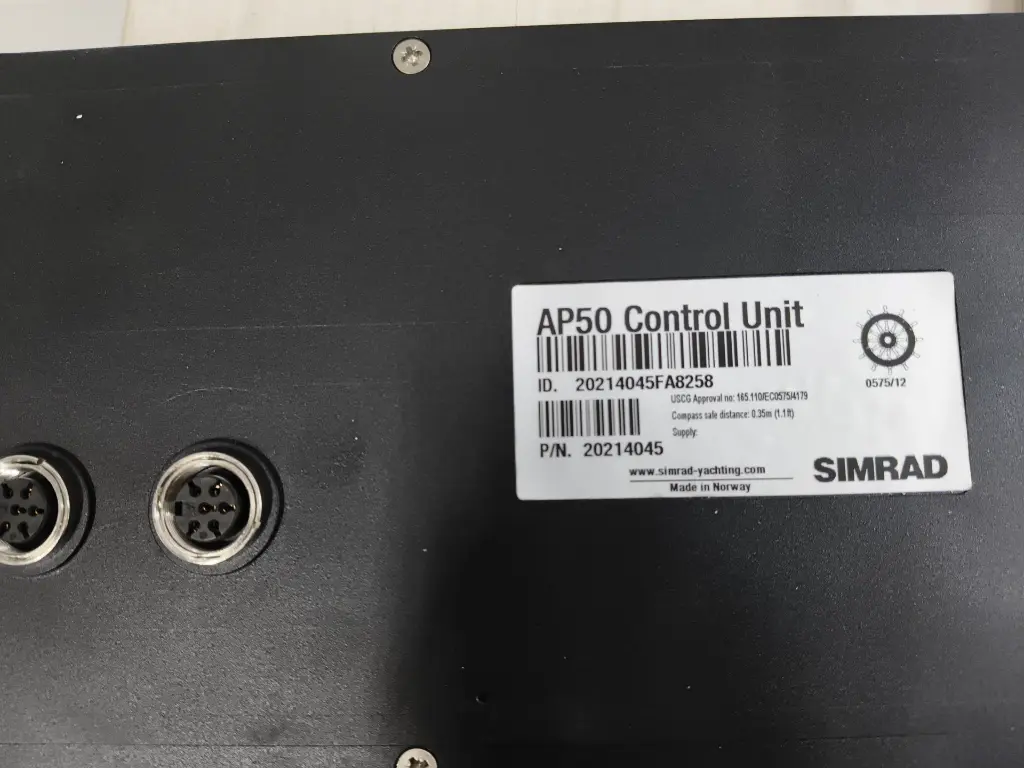 AP50 Control Unit
ID. 20214045FA8258
0575/12
USCG Approval no: 165.110/EC0575/4179
Compass safe distance: 0.35m (1.1ft)
Supply:
P/N. 20214045
www.simrad-yachting.com
Made in Norway
SIMRAD